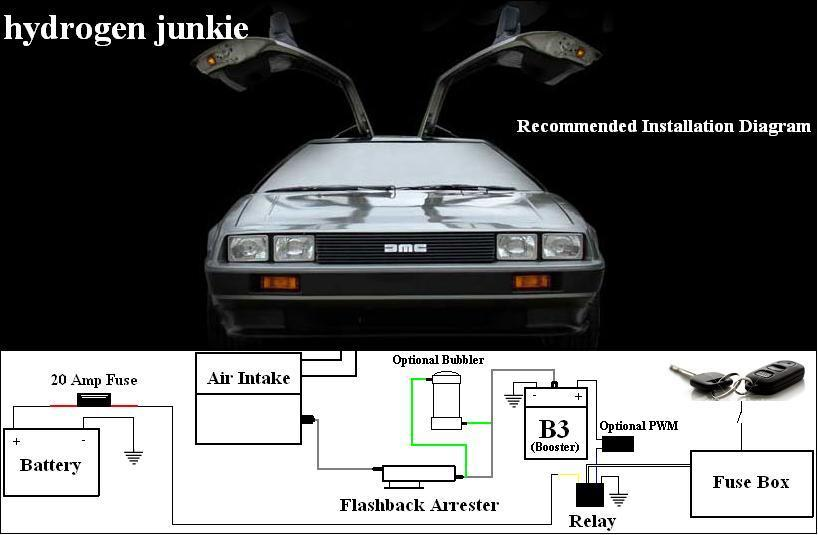 hydrogen junkie
Recommended Installation Diagram
DMC
Optional Bubbler
20 Amp Fuse
Air Intake
+ -
Battery
- +
B3
(Booster)
Optional PWM
Flashback Arrester
Relay
Fuse Box